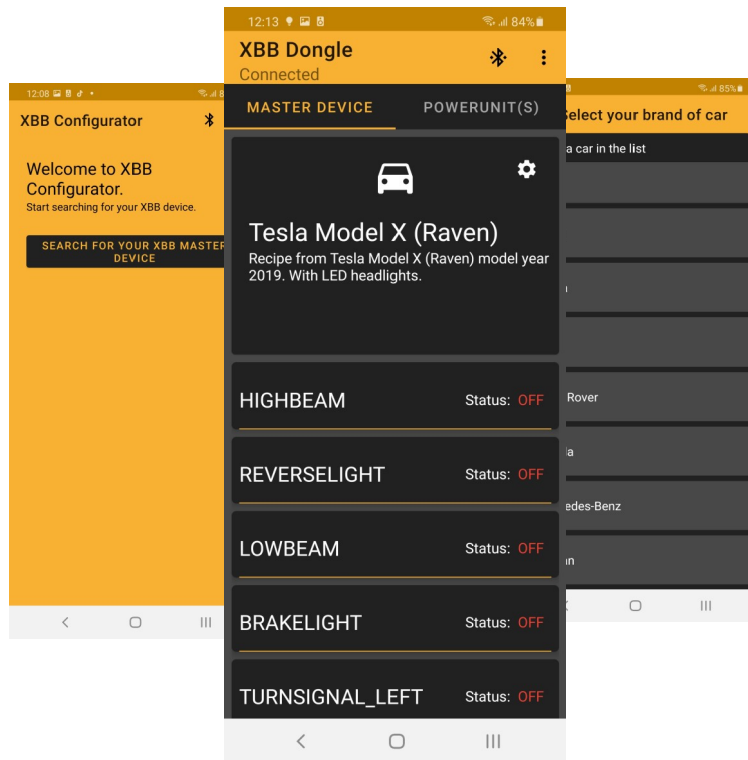 12:08
XBB Configurator
Welcome to XBB
Configurator.
Start searching for your XBB device.
SEARCH FOR YOUR XBB MASTER
DEVICE
12:13
84%
XBB Dongle
Connected
MASTER DEVICE
POWERUNIT(S)
Tesla Model X (Raven)
Recipe from Tesla Model X (Raven) model year
2019. With LED headlights.
HIGHBEAM Status: OFF
REVERSELIGHT Status: OFF
LOWBEAM Status: OFF
BRAKELIGHT Status: OFF
TURNSIGNAL_LEFT Status: OFF
85%
Select your brand of car
a car in the list
Rover
edes-Benz